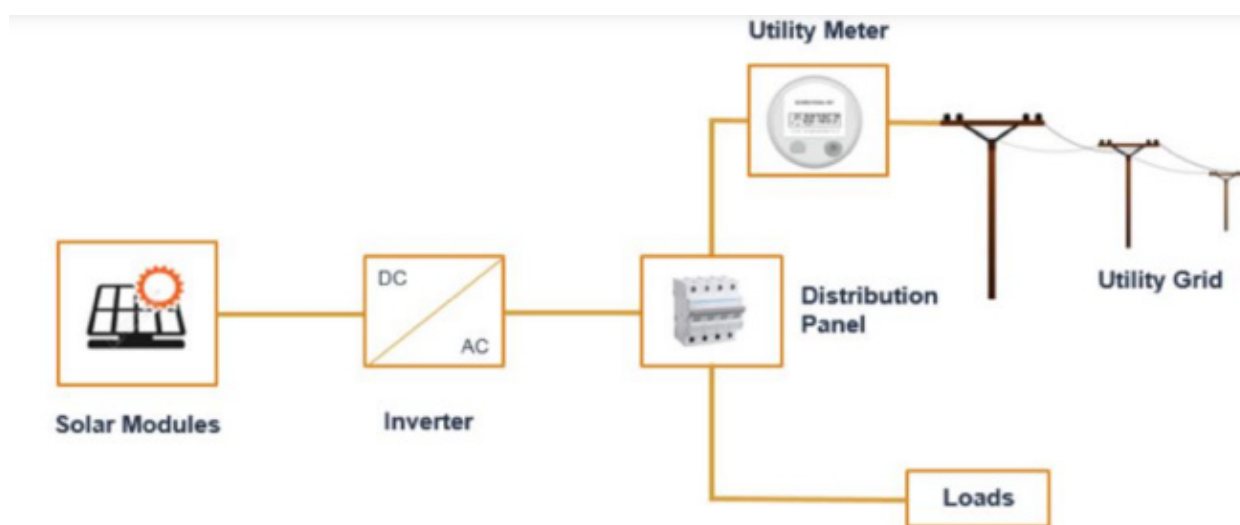 Utility Meter
DC
AC
Distribution
Panel
Utility Grid
Solar Modules
Inverter
Loads